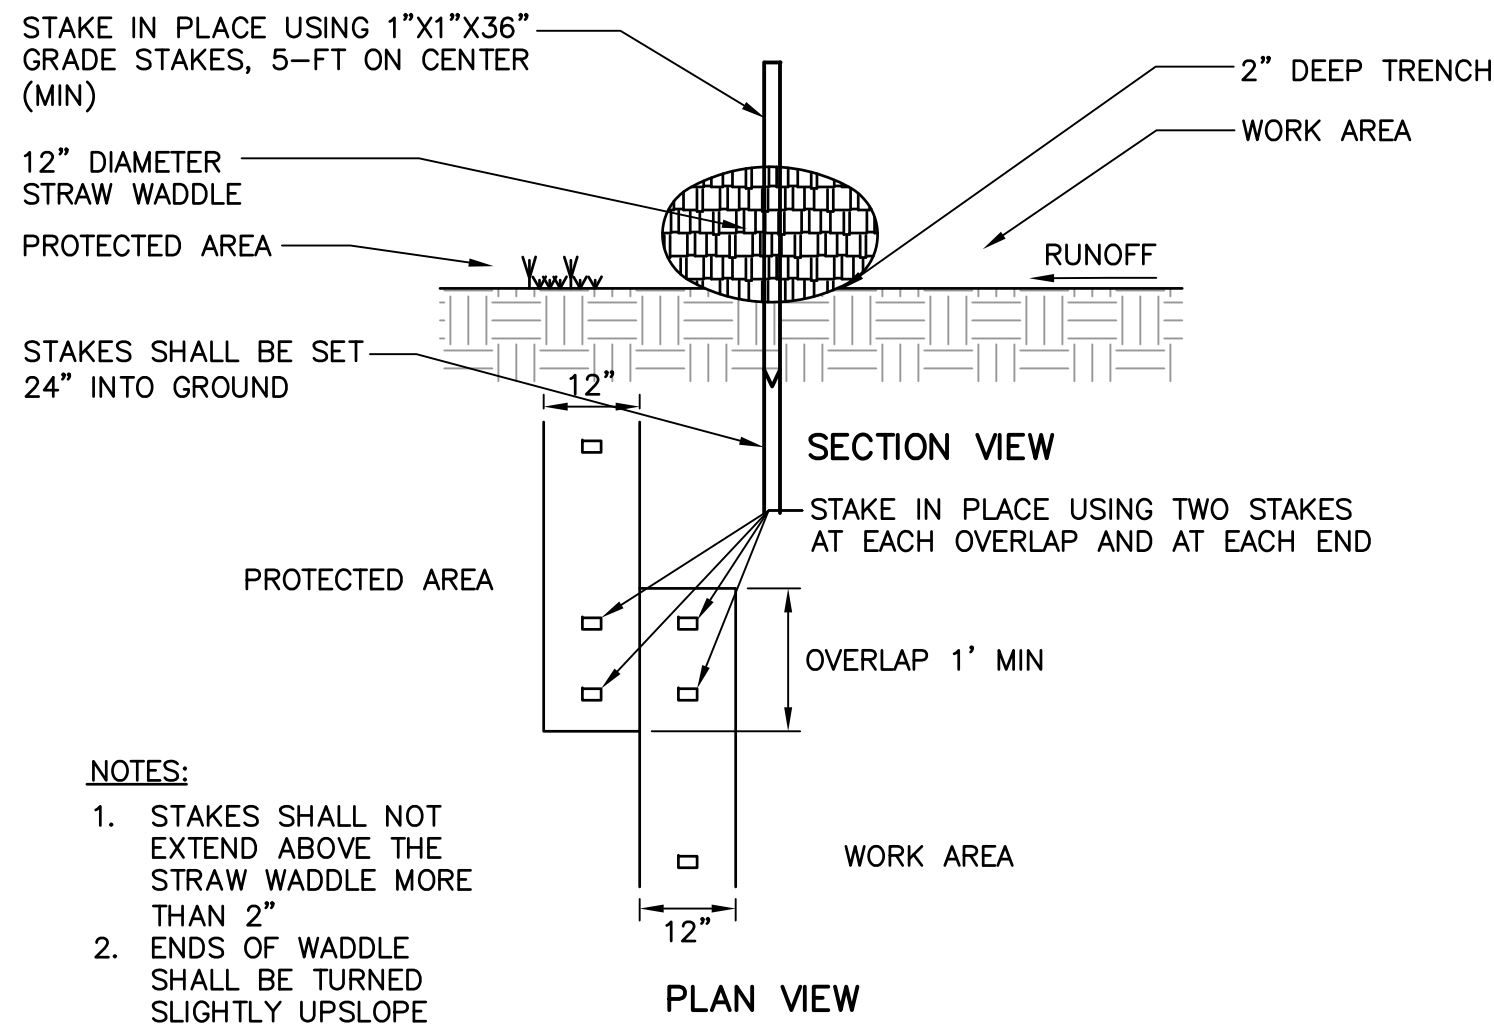 STAKE IN PLACE USING 1”X1”X36”
GRADE STAKES, 5–FT ON CENTER
(MIN)
2” DEEP TRENCH
WORK AREA
12” DIAMETER
STRAW WADDLE
PROTECTED AREA
RUNOFF
STAKES SHALL BE SET
24” INTO GROUND
12”
SECTION VIEW
STAKE IN PLACE USING TWO STAKES
AT EACH OVERLAP AND AT EACH END
PROTECTED AREA
OVERLAP 1’ MIN
NOTES:
1. STAKES SHALL NOT
EXTEND ABOVE THE
STRAW WADDLE MORE
THAN 2”
2. ENDS OF WADDLE
SHALL BE TURNED
SLIGHTLY UPSLOPE
WORK AREA
12”
PLAN VIEW